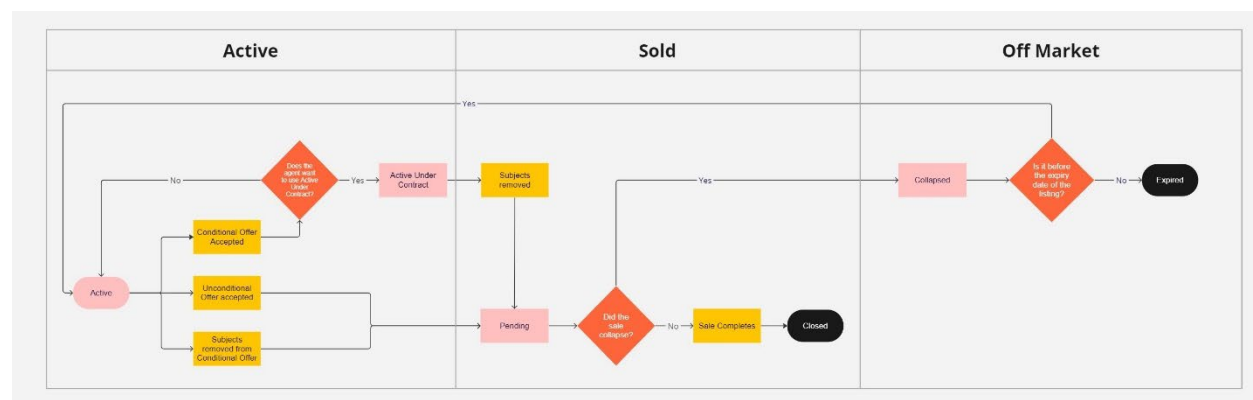 Active
Sold
Off Market
Yes
Does the
agent want
to use Active
Under
Contract?
No
Yes
Active Under
Contract
Subjects
removed
Yes
Collapsed
Is it before
the expiry
date of the
listing?
No
Expired
Conditional Offer
Accepted
Active
Unconditional
Offer accepted
Subjects
removed from
Conditional Offer
Pending
Did the
sale
collapse?
No
Sale Completes
Closed